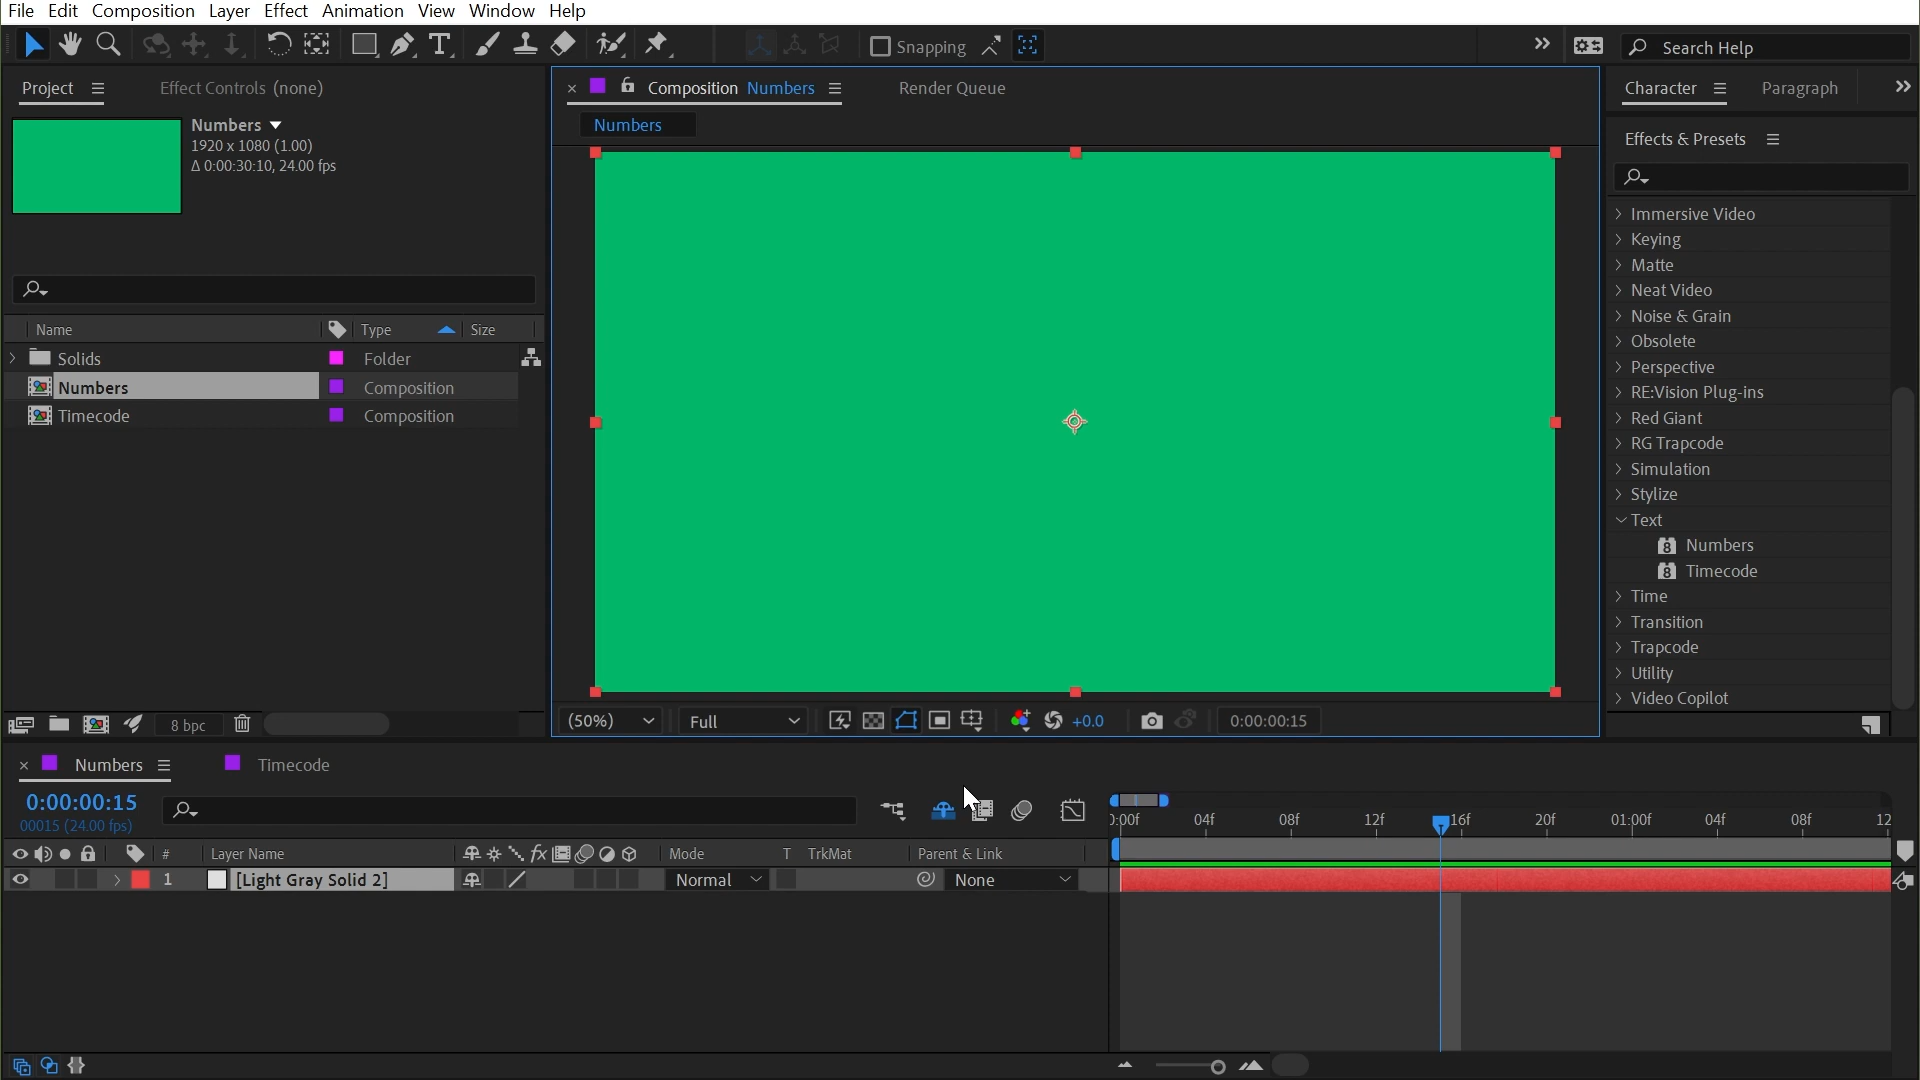 File Edit Composition Layer Effect Animation View Window Help
Snapping
Search Help
Project
Effect Controls (none)
Composition Numbers
Render Queue
Character
Paragraph
Numbers
1920 x 1080 (1.00)
Δ 0:00:30:10, 24.00 fps
Numbers
Effects & Presets
Name Type Size
Solids Folder
Numbers Composition
Timecode Composition
Immersive Video
Keying
Matte
Neat Video
Noise & Grain
Obsolete
Perspective
RE:Vision Plug-ins
Red Giant
RG Trapcode
Simulation
Stylize
Text
8 Numbers
8 Timecode
Time
Transition
Trapcode
Utility
Video Copilot
8 bpc
(50%)
Full
+0.0
0:00:00:15
Numbers
Timecode
0:00:00:15
00015 (24.00 fps)
):00f 04f 08f 12f 16f 20f 01:00f 04f 08f 12
# Layer Name fx Mode T TrkMat Parent & Link
1 [Light Gray Solid 2] Normal None